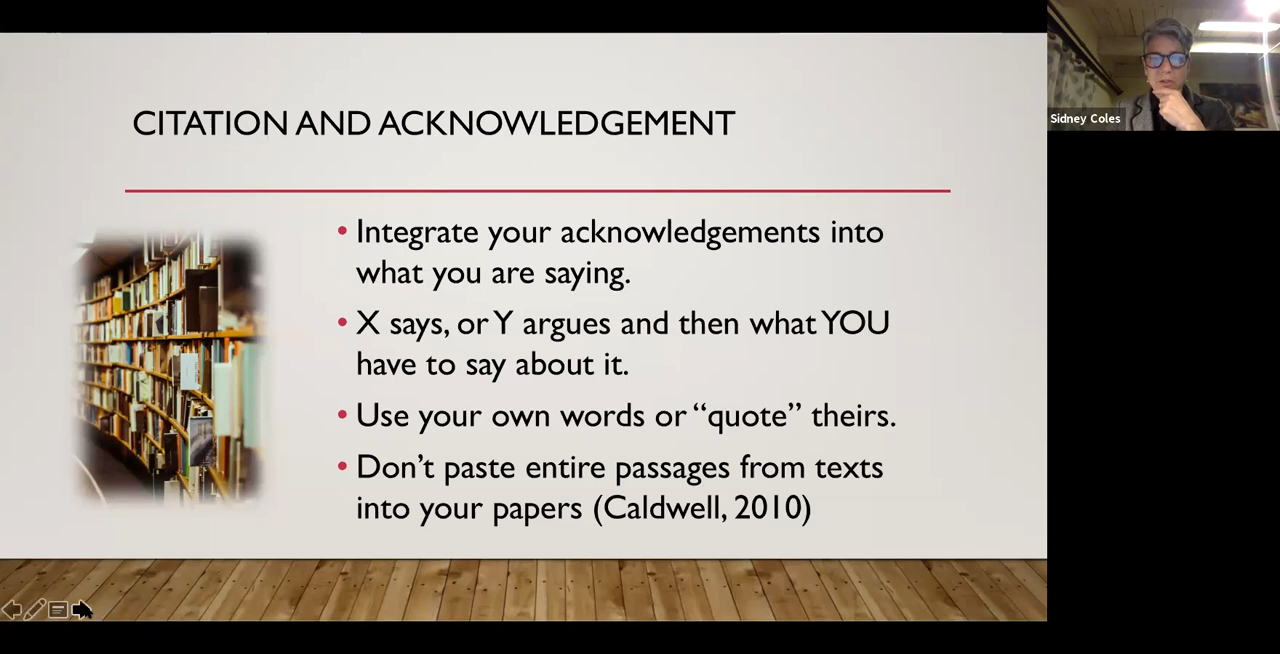 CITATION AND ACKNOWLEDGEMENT
• Integrate your acknowledgements into
what you are saying.
• X says, or Y argues and then what YOU
have to say about it.
• Use your own words or “quote” theirs.
• Don’t paste entire passages from texts
into your papers (Caldwell, 2010)
Sidney Coles